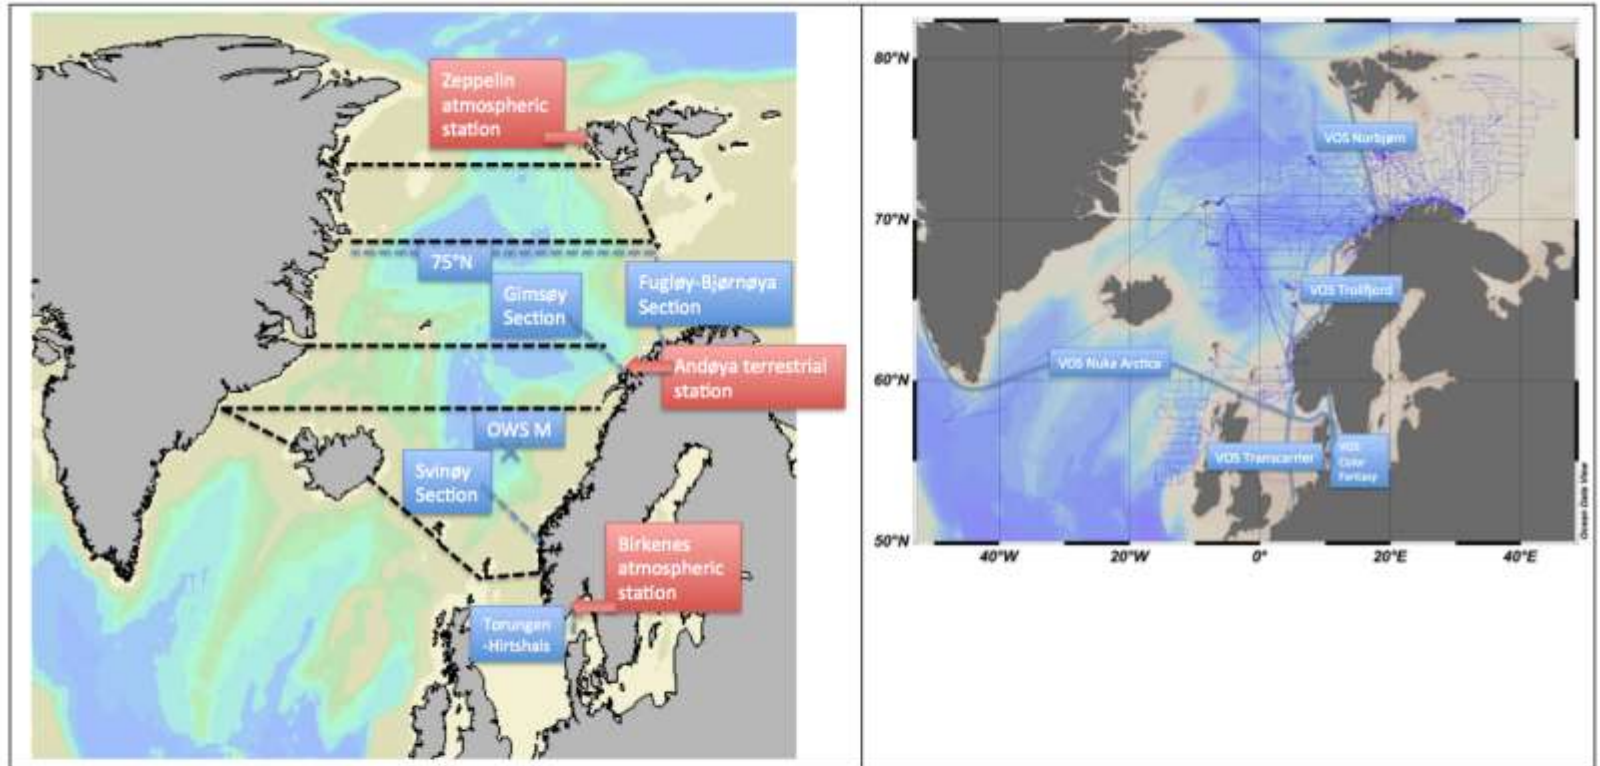 Zeppelin
atmospheric
station
75°N
Gimsøy
Section
Fugløy-Bjørnøya
Section
Andøya terrestrial
station
OWS M
Svinøy
Section
Birkenes
atmospheric
station
Torungen
-Hirtshals
80°N
70°N
60°N
50°N
40°W
20°W
0°
20°E
40°E
VOS Norbjørn
VOS Trollfjord
VOS Nuka Arctica
VOS Transcarrier
VOS
Color
Fantasy
Ocean Data View